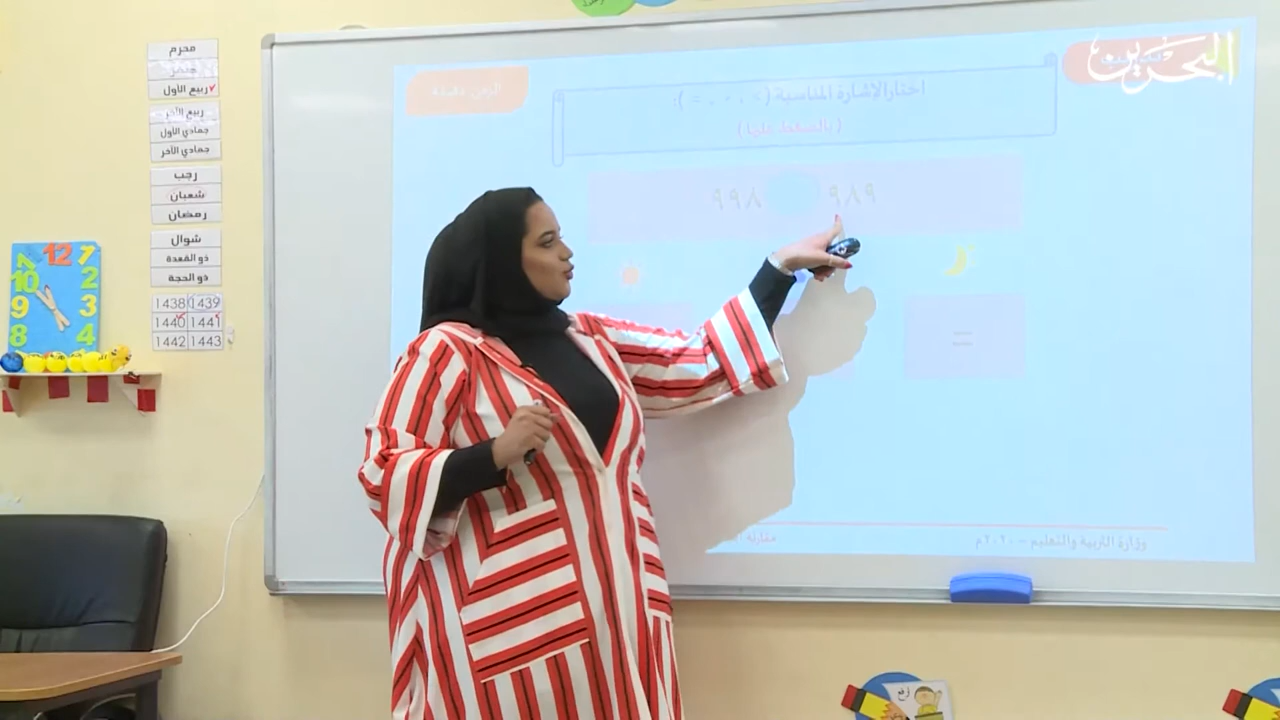 البحرين
اختار الإشارة المناسبة ( > ، < ، = ):
( بالضغط عليها )
٩٨٩
٩٩٨
=
وزارة التربية والتعليم – ٢٠٢٠م
محرم
صفر
ربيع الأول
ربيع الآخر
جمادي الأول
جمادي الآخر
رجب
شعبان
رمضان
شوال
ذو القعدة
ذو الحجة
1438 1439
1440 1441
1442 1443
12
10
9
8
2
3
4
رفع